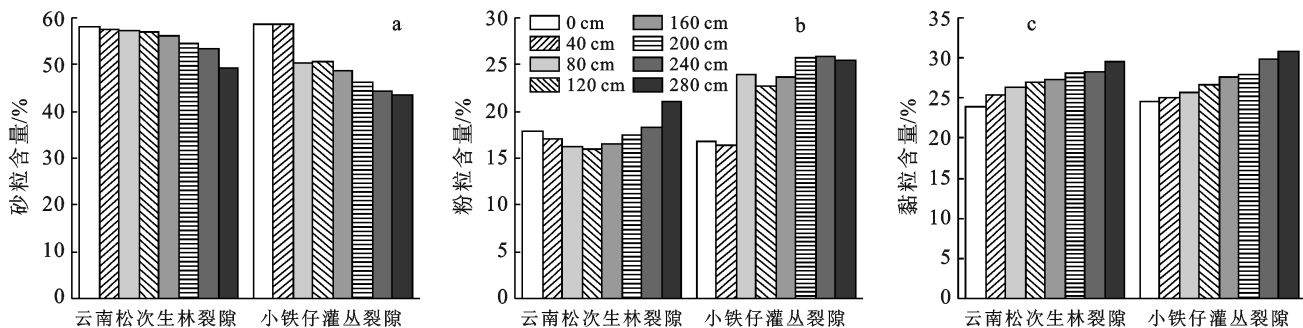 砂粒含量/%
60
50
40
30
50
20
10
0
a
云南松次生林裂隙
小铁仔灌丛裂隙
粉粒含量/%
30
25
20
15
10
5
0
0 cm
160 cm
40 cm
200 cm
80 cm
240 cm
120 cm
280 cm
b
云南松次生林裂隙
小铁仔灌丛裂隙
黏粒含量/%
35
30
25
20
15
10
5
0
c
云南松次生林裂隙
小铁仔灌丛裂隙